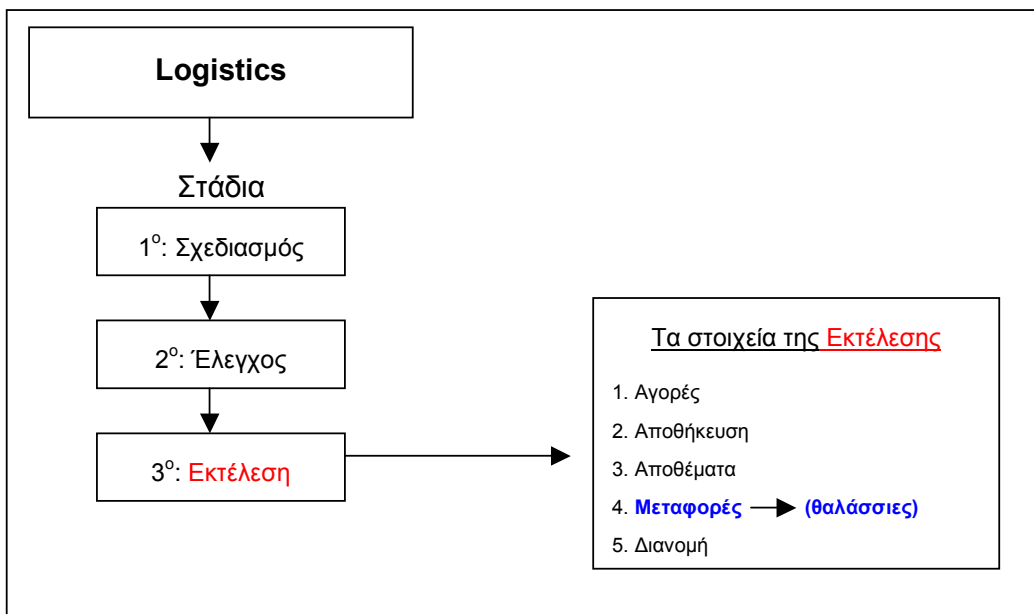 Logistics
Στάδια
1ο: Σχεδιασμός
2ο: Έλεγχος
3ο: Εκτέλεση
Τα στοιχεία της Εκτέλεσης
1. Αγορές
2. Αποθήκευση
3. Αποθέματα
4. Μεταφορές (θαλάσσιες)
5. Διανομή